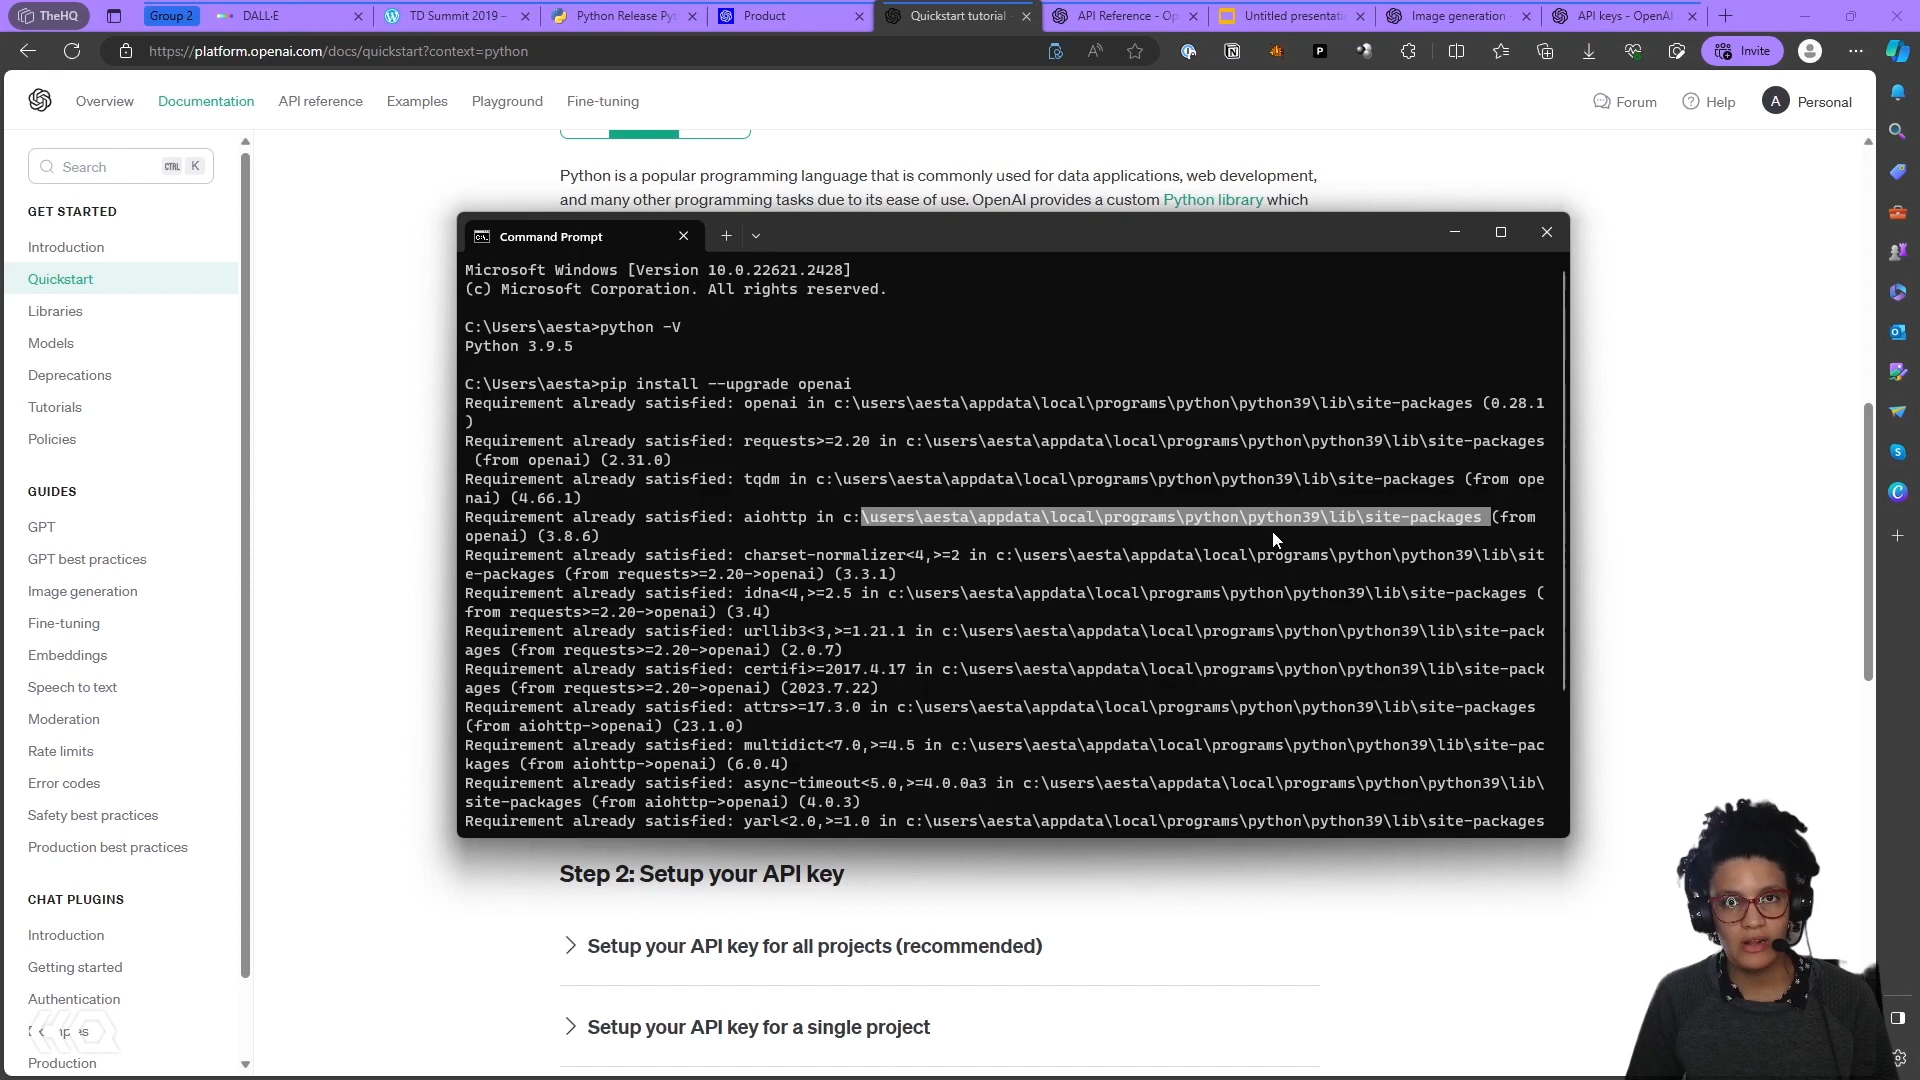 TheHQ
Group 2
DALL·E
TD Summit 2019 –
Python Release Pyt
Product
Quickstart tutorial
API Reference - Op
Untitled presentati
Image generation
API keys - OpenAI
https://platform.openai.com/docs/quickstart?context=python
Invite
Overview
Documentation
API reference
Examples
Playground
Fine-tuning
Forum
Help
A
Personal
Search
CTRL K
GET STARTED
Introduction
Quickstart
Libraries
Models
Deprecations
Tutorials
Policies
GUIDES
GPT
GPT best practices
Image generation
Fine-tuning
Embeddings
Speech to text
Moderation
Rate limits
Error codes
Safety best practices
Production best practices
CHAT PLUGINS
Introduction
Getting started
Authentication
Production
Python is a popular programming language that is commonly used for data applications, web development,
and many other programming tasks due to its ease of use. OpenAI provides a custom Python library which
Command Prompt
Microsoft Windows [Version 10.0.22621.2428]
(c) Microsoft Corporation. All rights reserved.
C:\Users\aesta>python -V
Python 3.9.5
C:\Users\aesta>pip install --upgrade openai
Requirement already satisfied: openai in c:\users\aesta\appdata\local\programs\python\python39\lib\site-packages (0.28.1
)
Requirement already satisfied: requests>=2.20 in c:\users\aesta\appdata\local\programs\python\python39\lib\site-packages
(from openai) (2.31.0)
Requirement already satisfied: tqdm in c:\users\aesta\appdata\local\programs\python\python39\lib\site-packages (from ope
nai) (4.66.1)
Requirement already satisfied: aiohttp in c:\users\aesta\appdata\local\programs\python\python39\lib\site-packages (from
openai) (3.8.6)
Requirement already satisfied: charset-normalizer<4,>=2 in c:\users\aesta\appdata\local\programs\python\python39\lib\sit
e-packages (from requests>=2.20->openai) (3.3.1)
Requirement already satisfied: idna<4,>=2.5 in c:\users\aesta\appdata\local\programs\python\python39\lib\site-packages (
from requests>=2.20->openai) (3.4)
Requirement already satisfied: urllib3<3,>=1.21.1 in c:\users\aesta\appdata\local\programs\python\python39\lib\site-pack
ages (from requests>=2.20->openai) (2.0.7)
Requirement already satisfied: certifi>=2017.4.17 in c:\users\aesta\appdata\local\programs\python\python39\lib\site-pack
ages (from requests>=2.20->openai) (2023.7.22)
Requirement already satisfied: attrs>=17.3.0 in c:\users\aesta\appdata\local\programs\python\python39\lib\site-packages
(from aiohttp->openai) (23.1.0)
Requirement already satisfied: multidict<7.0,>=4.5 in c:\users\aesta\appdata\local\programs\python\python39\lib\site-pac
kages (from aiohttp->openai) (6.0.4)
Requirement already satisfied: async-timeout<5.0,>=4.0.0a3 in c:\users\aesta\appdata\local\programs\python\python39\lib\
site-packages (from aiohttp->openai) (4.0.3)
Requirement already satisfied: yarl<2.0,>=1.0 in c:\users\aesta\appdata\local\programs\python\python39\lib\site-packages
Step 2: Setup your API key
Setup your API key for all projects (recommended)
Setup your API key for a single project